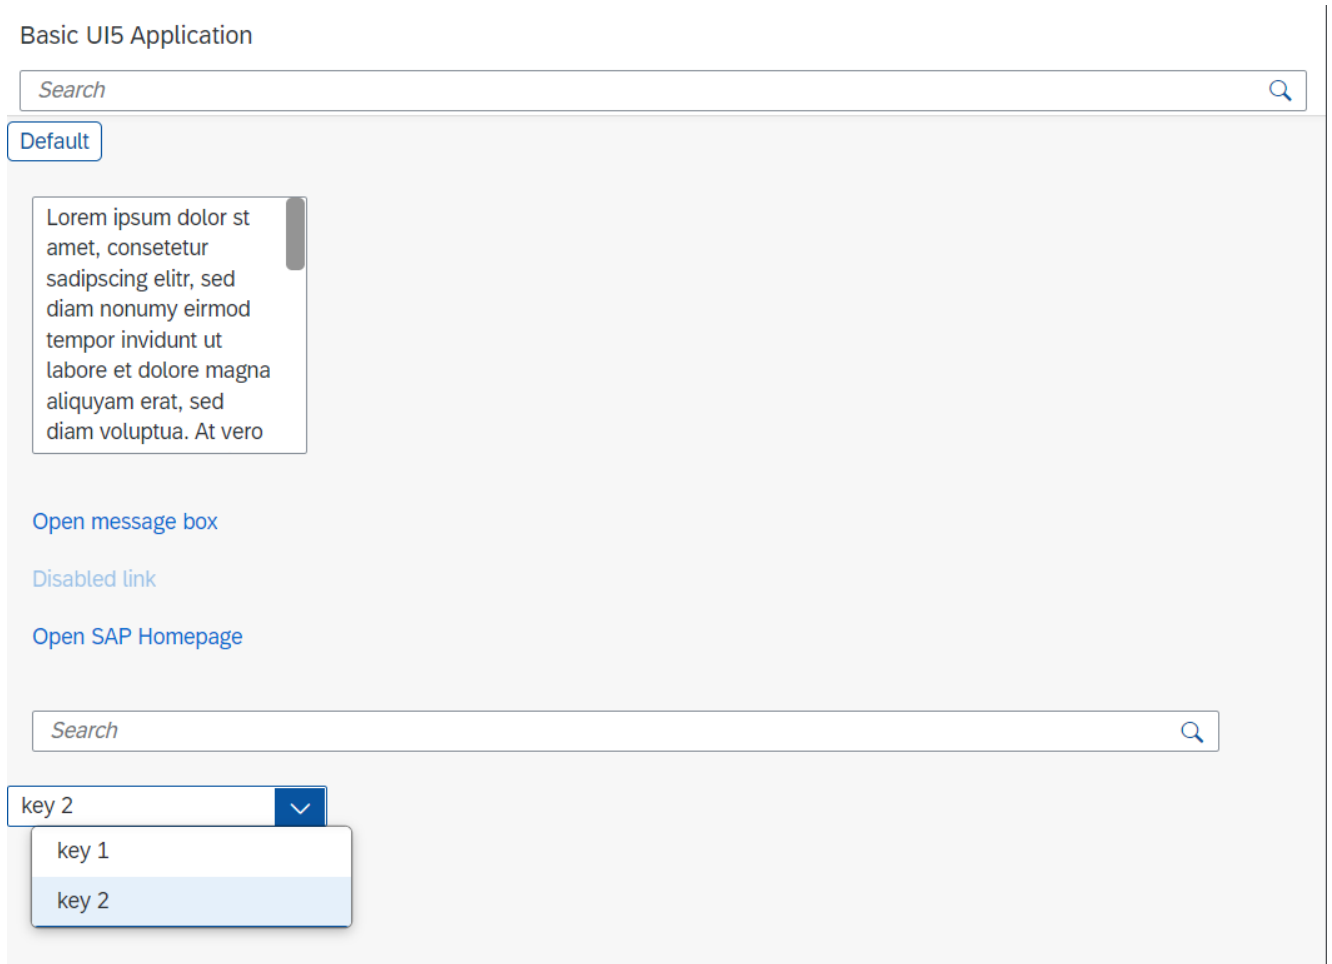 Basic UI5 Application
Search
Default
Lorem ipsum dolor st
amet, consetetur
sadipscing elitr, sed
diam nonumy eirmod
tempor invidunt ut
labore et dolore magna
aliquyam erat, sed
diam voluptua. At vero
Open message box
Disabled link
Open SAP Homepage
Search
key 2
key 1
key 2